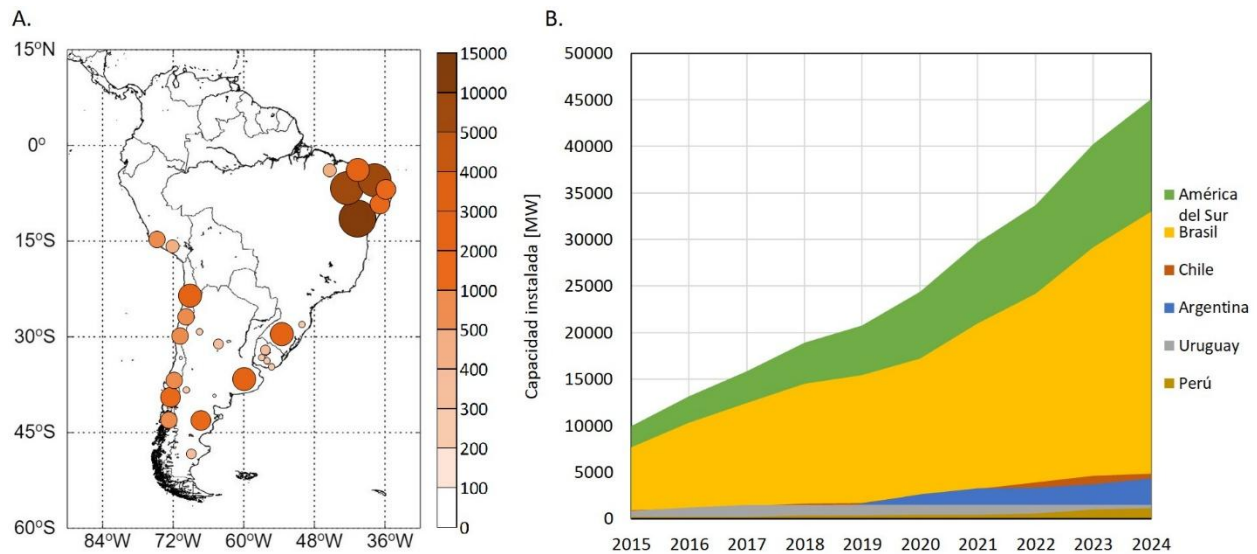 A.
15°N
0°
15°S
30°S
45°S
60°S
84°W 72°W 60°W 48°W 36°W
15000
10000
5000
4000
3000
2000
1000
500
400
300
200
100
0
B.
Capacidad instalada [MW]
50000
45000
40000
35000
30000
25000
20000
15000
10000
5000
0
2015 2016 2017 2018 2019 2020 2021 2022 2023 2024
América
del Sur
Brasil
Chile
Argentina
Uruguay
Perú